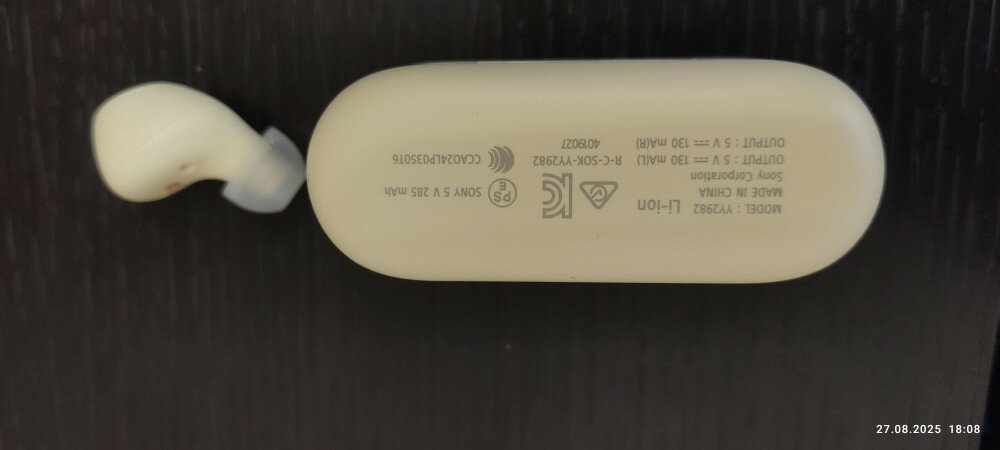 MODEL : YY2982 Li-ion
MADE IN CHINA
Sony Corporation
OUTPUT : 5 V ⎓ 130 mA(L)
OUTPUT : 5 V ⎓ 130 mA(R)
R-C-SOK-YY2982
4019027
PS E
SONY 5 V 285 mAh
CCAO24LP0350T6
27.08.2025 18:08